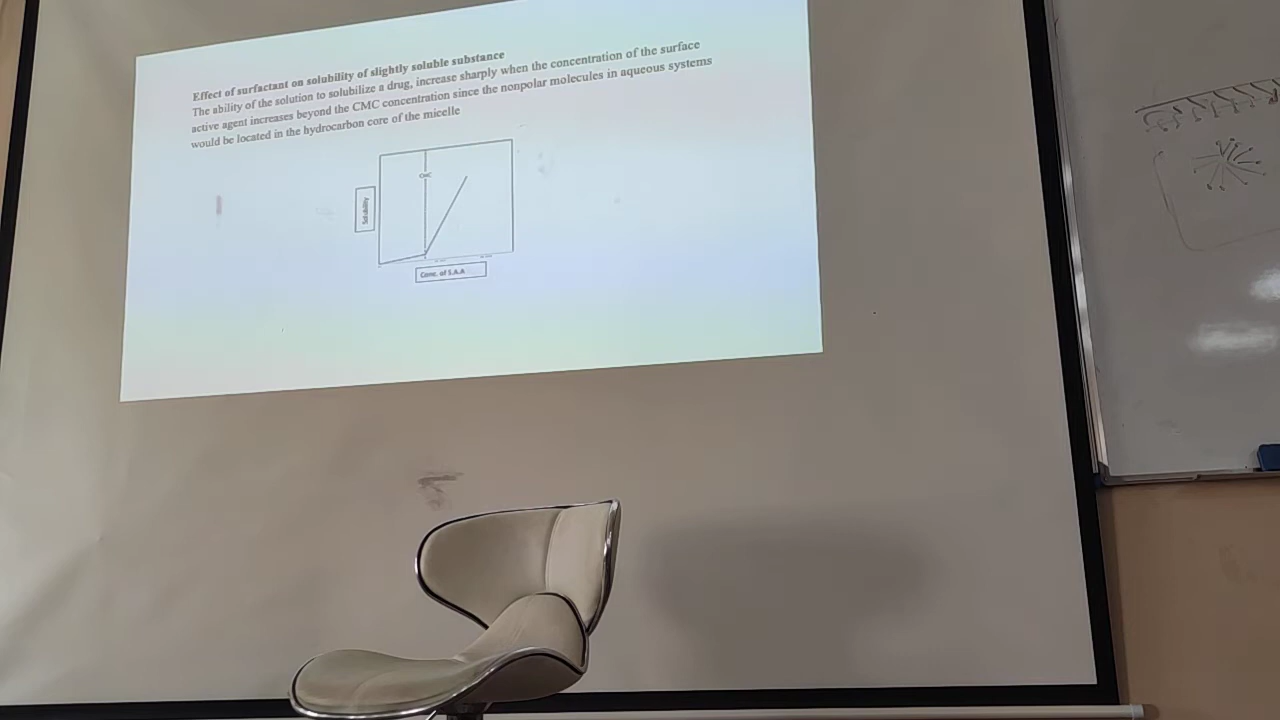 Effect of surfactant on solubility of slightly soluble substance
The ability of the solution to solubilize a drug, increase sharply when the concentration of the surface
active agent increases beyond the CMC concentration since the nonpolar molecules in aqueous systems
would be located in the hydrocarbon core of the micelle
CMC
Solubility
Conc. of S.A.A